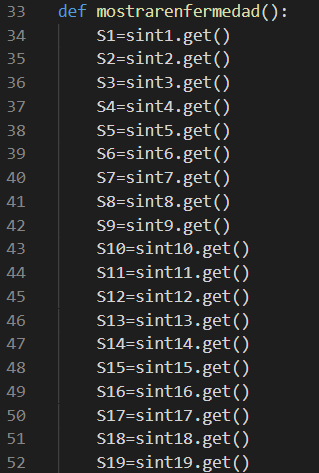 33 def mostrarenfermedad():
34 S1=sint1.get()
35 S2=sint2.get()
36 S3=sint3.get()
37 S4=sint4.get()
38 S5=sint5.get()
39 S6=sint6.get()
40 S7=sint7.get()
41 S8=sint8.get()
42 S9=sint9.get()
43 S10=sint10.get()
44 S11=sint11.get()
45 S12=sint12.get()
46 S13=sint13.get()
47 S14=sint14.get()
48 S15=sint15.get()
49 S16=sint16.get()
50 S17=sint17.get()
51 S18=sint18.get()
52 S19=sint19.get()